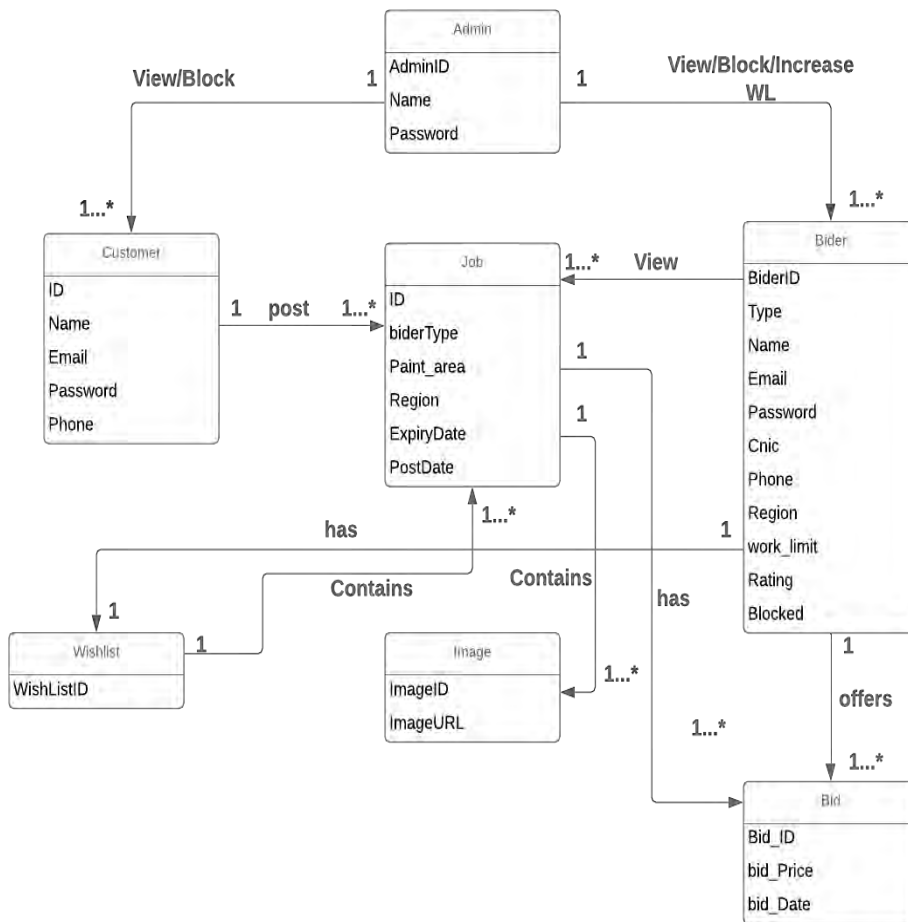 Admin
AdminID
Name
Password
View/Block
1
1
View/Block/Increase
WL
1...*
1...*
Customer
ID
Name
Email
Password
Phone
1
post
1...*
Job
ID
biderType
Paint_area
Region
ExpiryDate
PostDate
1...*
View
1
1
1...*
Bider
BiderID
Type
Name
Email
Password
Cnic
Phone
Region
work_limit
Rating
Blocked
1
has
Contains
Contains
has
1
1
Wishlist
WishListID
Image
ImageID
ImageURL
1...*
1
offers
1...*
1...*
Bid
Bid_ID
bid_Price
bid_Date